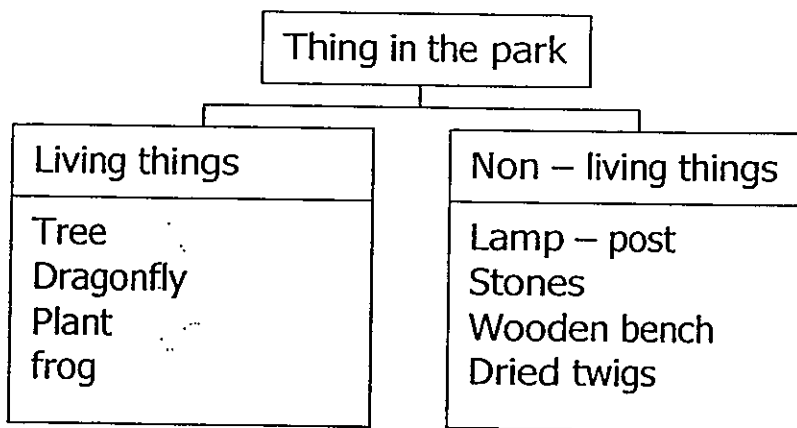 Thing in the park
Living things
Tree
Dragonfly
Plant
frog
Non – living things
Lamp – post
Stones
Wooden bench
Dried twigs